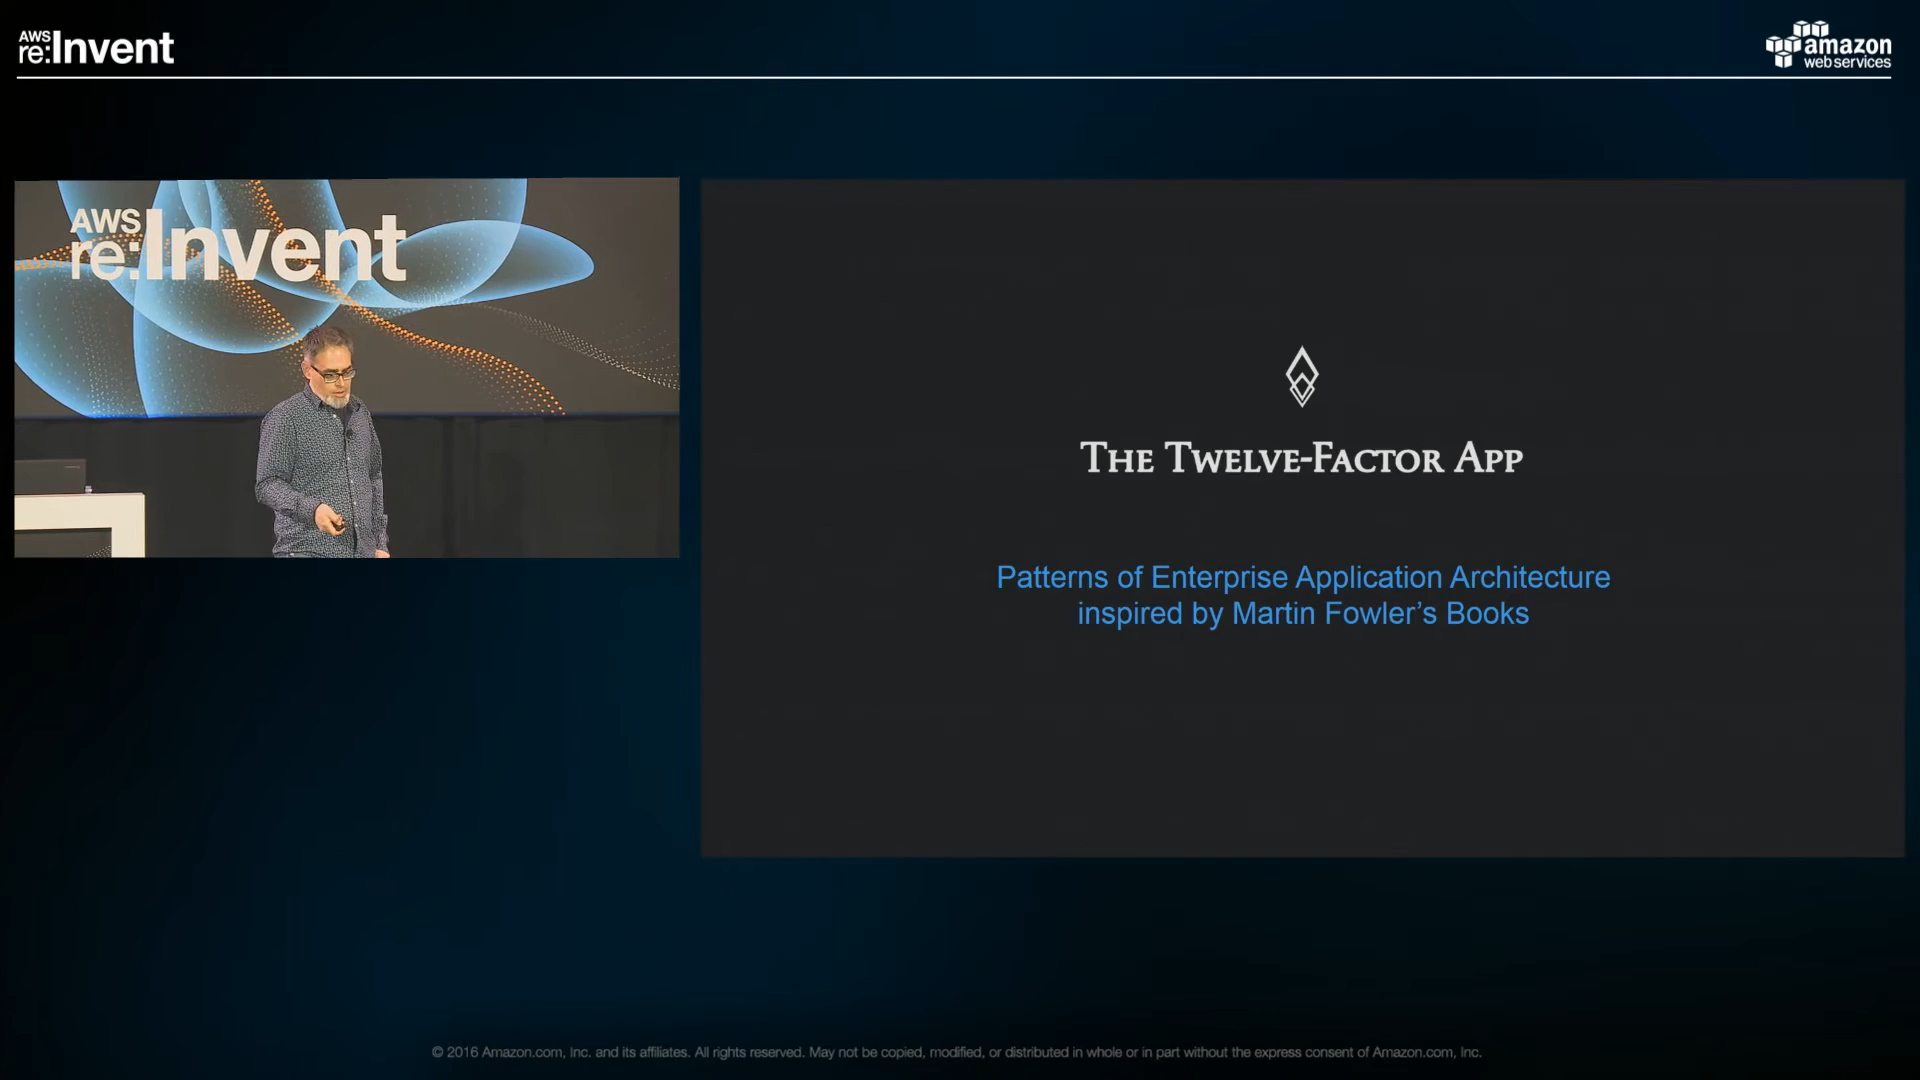 AWS
re:Invent
amazon
web services
AWS
re:Invent
THE TWELVE-FACTOR APP
Patterns of Enterprise Application Architecture
inspired by Martin Fowler’s Books
© 2016 Amazon.com, Inc. and its affiliates. All rights reserved. May not be copied, modified, or distributed in whole or in part without the express consent of Amazon.com, Inc.